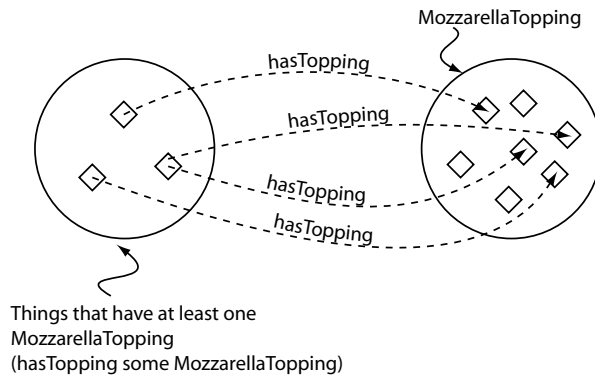 MozzarellaTopping
hasTopping
hasTopping
hasTopping
hasTopping
Things that have at least one
MozzarellaTopping
(hasTopping some MozzarellaTopping)